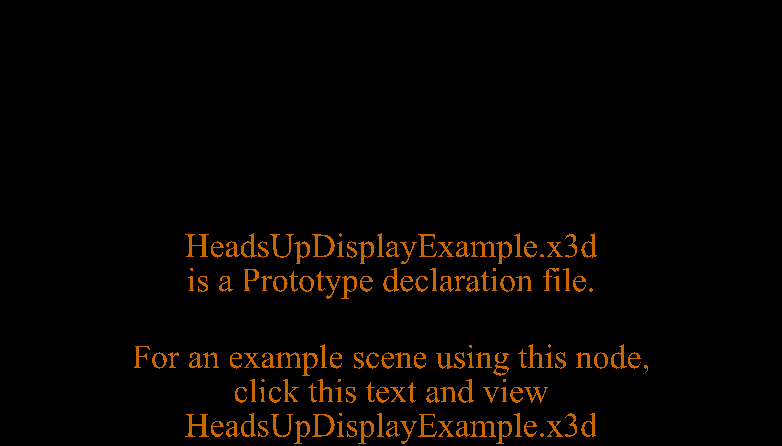 HeadsUpDisplayExample.x3d
is a Prototype declaration file.
For an example scene using this node,
click this text and view
HeadsUpDisplayExample.x3d